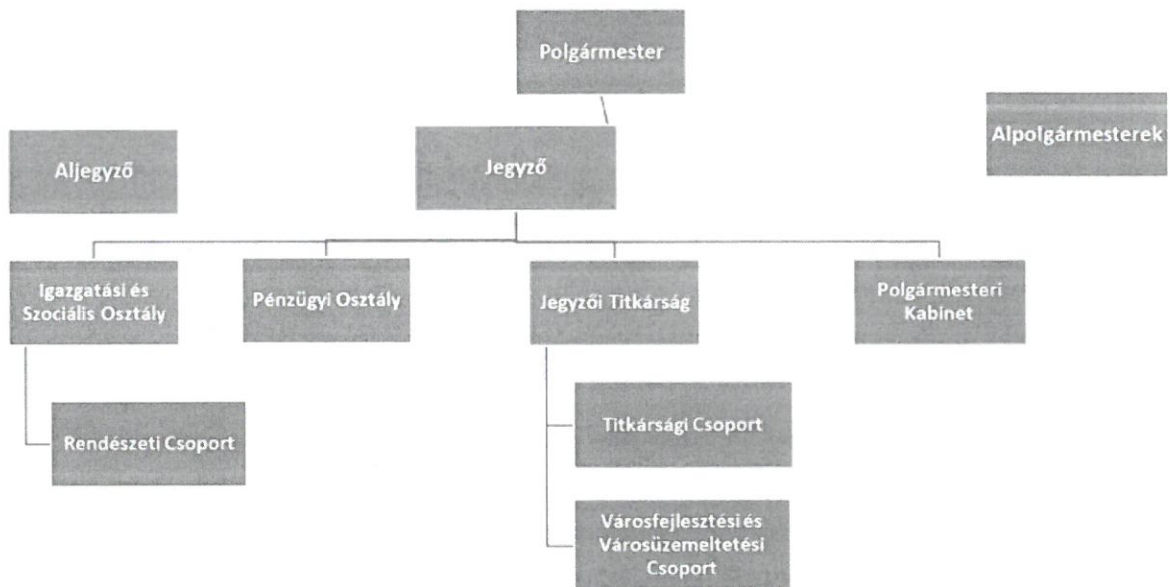 Polgármester
Alpolgármesterek
Aljegyző
Jegyző
Igazgatási és
Szociális Osztály
Pénzügyi Osztály
Jegyzői Titkárság
Polgármesteri
Kabinet
Rendészeti Csoport
Titkársági Csoport
Városfejlesztési és
Városüzemeltetési
Csoport